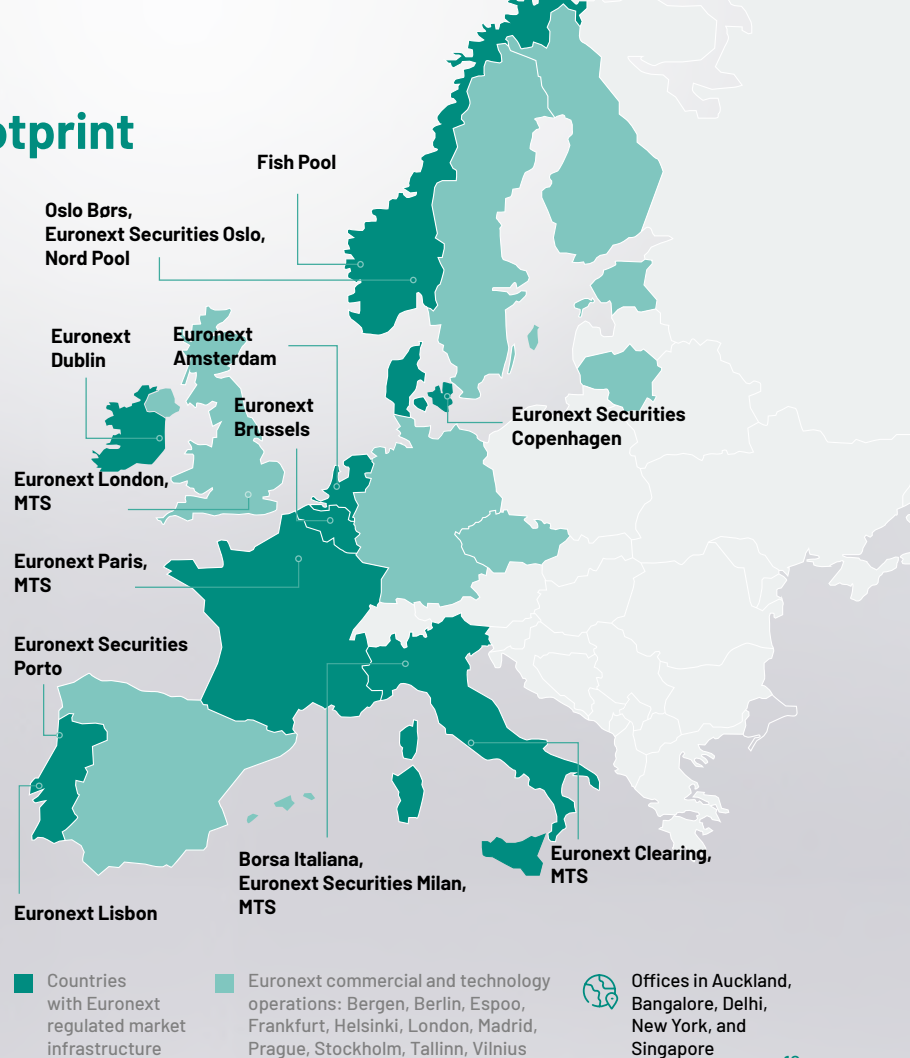 otprint
Fish Pool
Oslo Børs,
Euronext Securities Oslo,
Nord Pool
Euronext
Dublin
Euronext
Amsterdam
Euronext
Brussels
Euronext Securities
Copenhagen
Euronext London,
MTS
Euronext Paris,
MTS
Euronext Securities
Porto
Borsa Italiana,
Euronext Securities Milan,
MTS
Euronext Clearing,
MTS
Euronext Lisbon
Countries
with Euronext
regulated market
infrastructure
Euronext commercial and technology
operations: Bergen, Berlin, Espoo,
Frankfurt, Helsinki, London, Madrid,
Prague, Stockholm, Tallinn, Vilnius
Offices in Auckland,
Bangalore, Delhi,
New York, and
Singapore